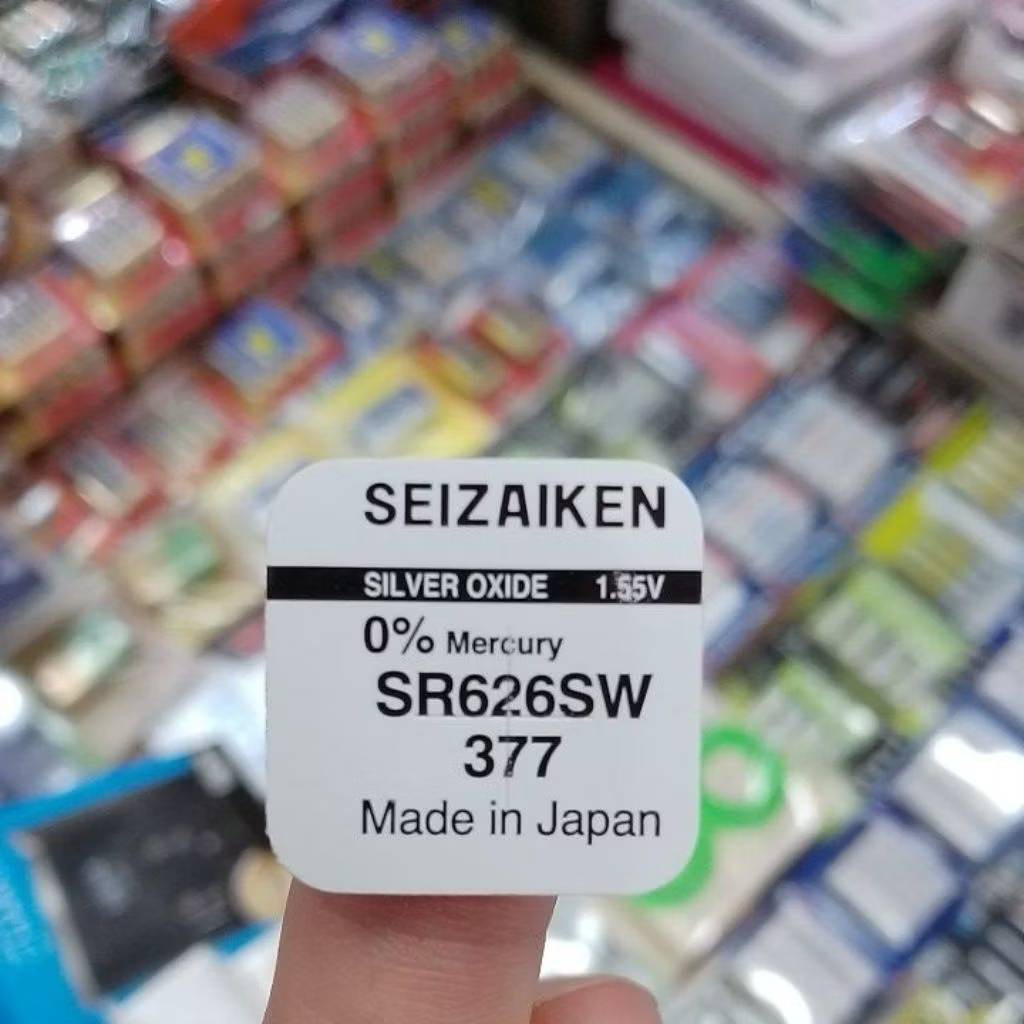 SEIZAIKEN
SILVER OXIDE 1.55V
0% Mercury
SR626SW
377
Made in Japan